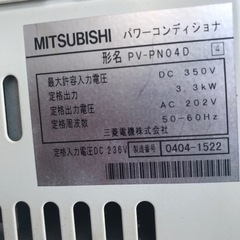 MITSUBISHI パワーコンディショナ
形名 PV-PN04D 4
最大許容入力電圧 DC 350V
定格出力 3.3kW
定格出力電圧 AC 202V
定格周波数 50-60Hz
三菱電機株式会社
定格入力電圧DC 236V 製造番号 0404-1522